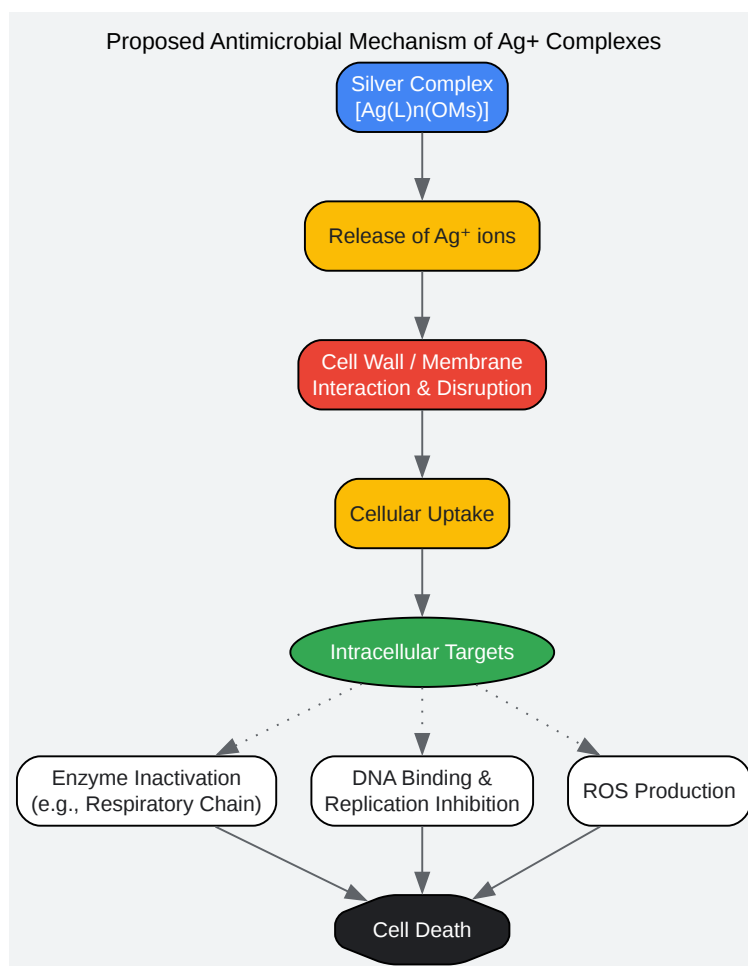 Proposed Antimicrobial Mechanism of Ag+ Complexes
Silver Complex
[Ag(L)n(OMs)]
Release of Ag⁺ ions
Cell Wall / Membrane
Interaction & Disruption
Cellular Uptake
Intracellular Targets
Enzyme Inactivation
(e.g., Respiratory Chain)
DNA Binding &
Replication Inhibition
ROS Production
Cell Death